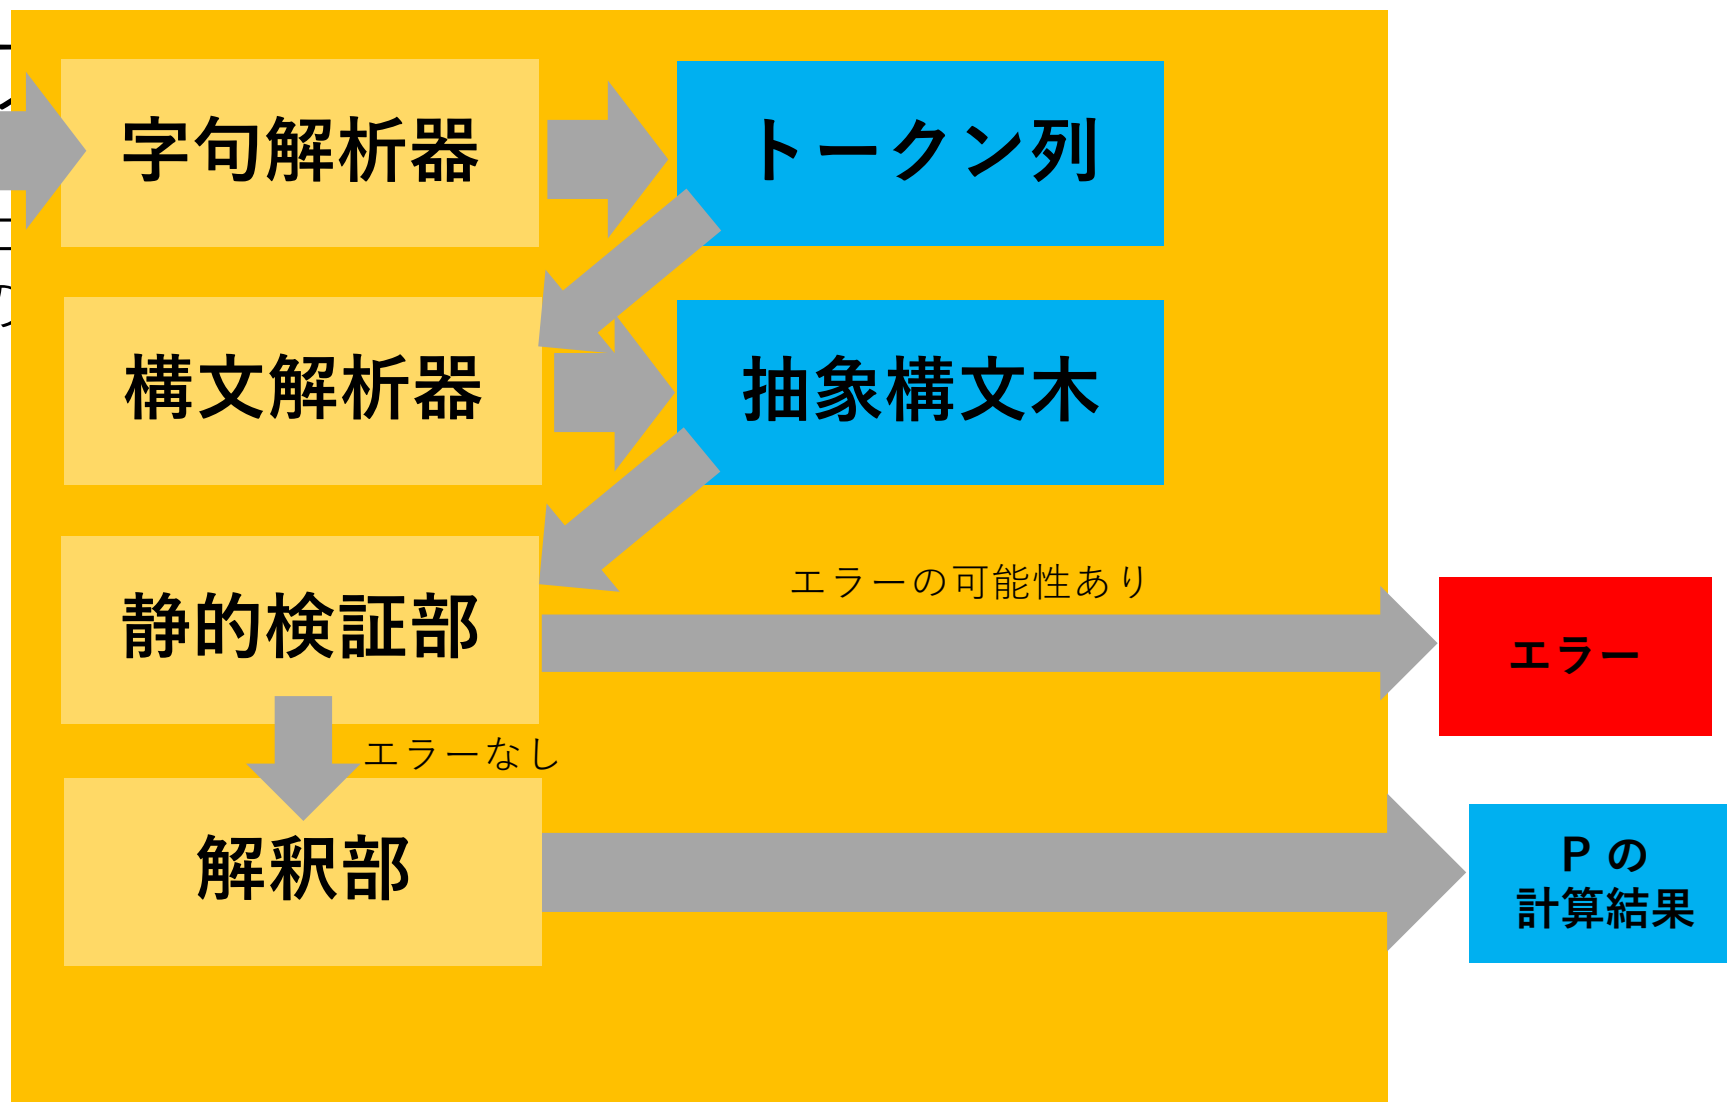 字句解析器
トークン列
構文解析器
抽象構文木
静的検証部
エラーの可能性あり
エラー
エラーなし
解釈部
Pの
計算結果